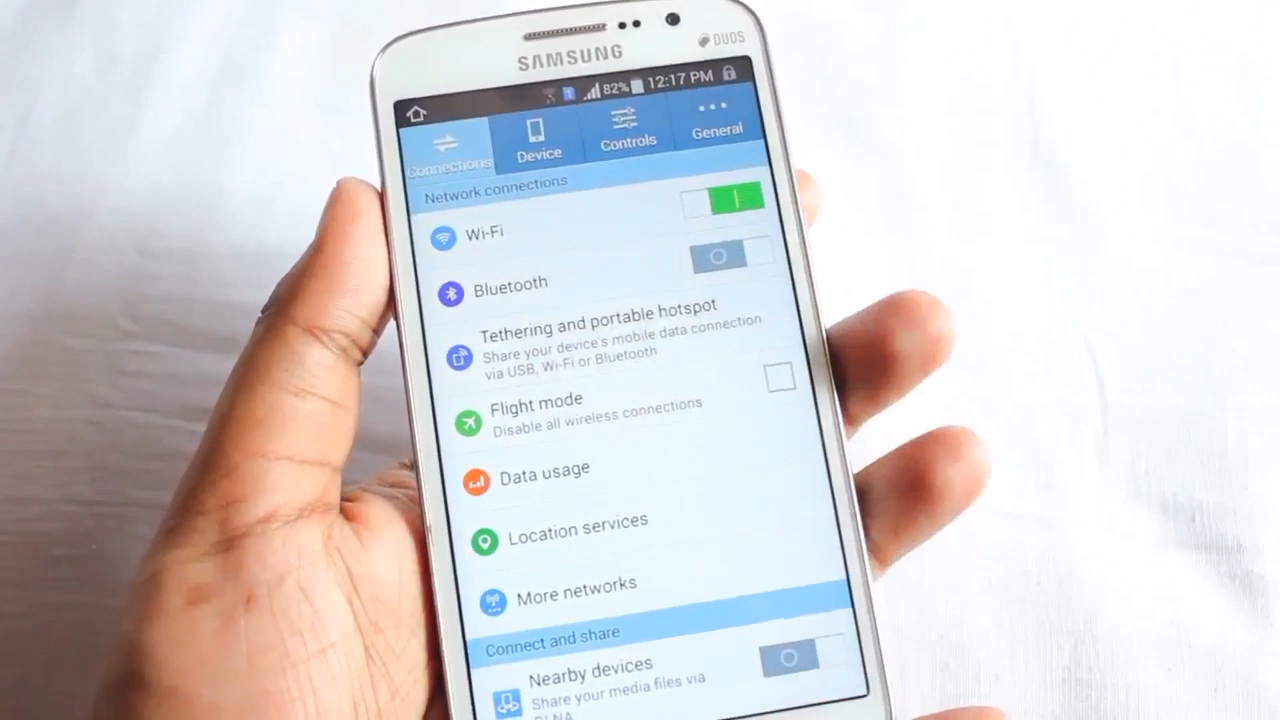 SAMSUNG
DUOS
82% 12:17 PM
Connections
Device
Controls
General
Network connections
Wi-Fi
Bluetooth
Tethering and portable hotspot
Share your device's mobile data connection
via USB, Wi-Fi or Bluetooth
Flight mode
Disable all wireless connections
Data usage
Location services
More networks
Connect and share
Nearby devices
Share your media files via
DLNA